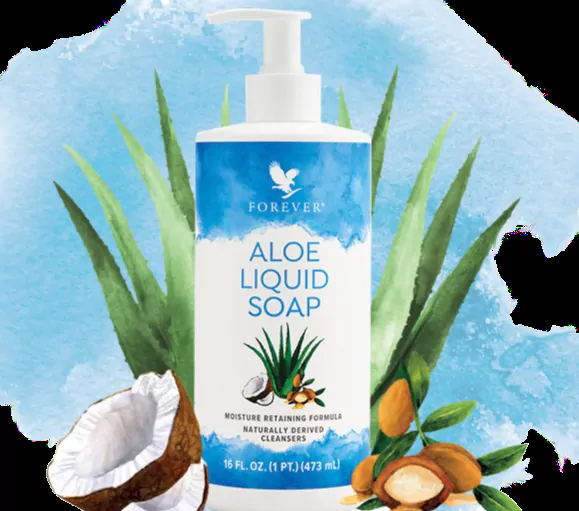 FOREVER®
ALOE
LIQUID
SOAP
MOISTURE RETAINING FORMULA
NATURALLY DERIVED
CLEANSERS
16 FL. OZ. (1 PT.) (473 mL)